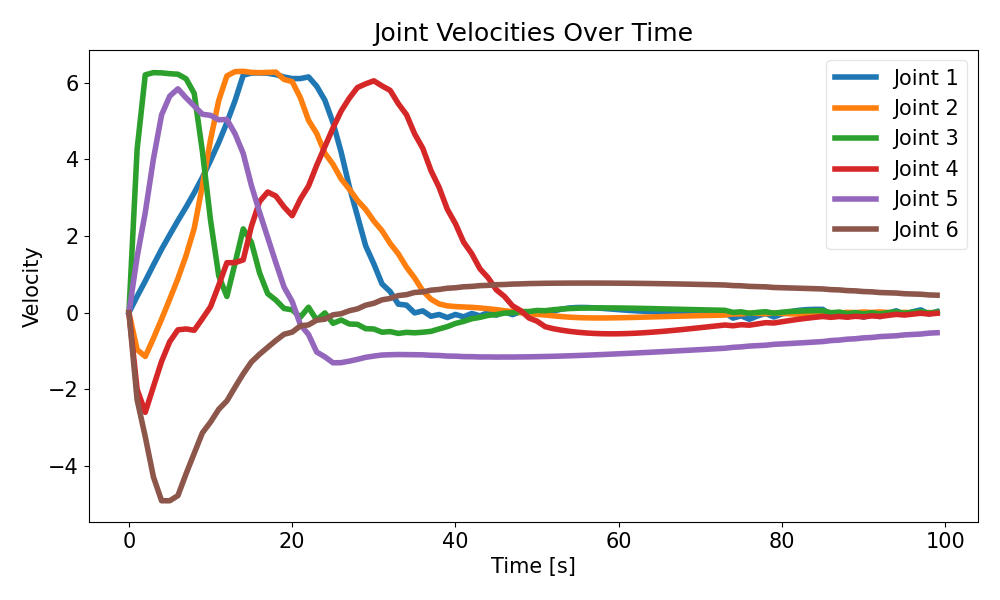 Joint Velocities Over Time
Velocity
6
4
2
0
−2
−4
0 20 40 60 80 100
Time [s]
Joint 1
Joint 2
Joint 3
Joint 4
Joint 5
Joint 6